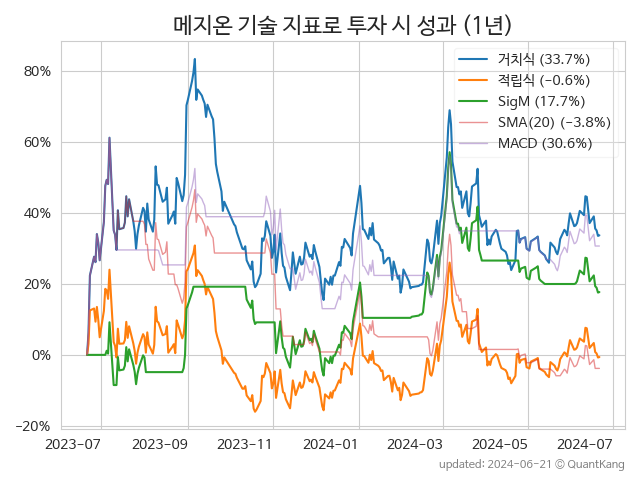 메지온 기술 지표로 투자 시 성과 (1년)
거치식 (33.7%)
적립식 (−0.6%)
SigM (17.7%)
SMA(20) (−3.8%)
MACD (30.6%)
80%
60%
40%
20%
0%
−20%
2023-07
2023-09
2023-11
2024-01
2024-03
2024-05
2024-07
updated: 2024-06-21 © QuantKang